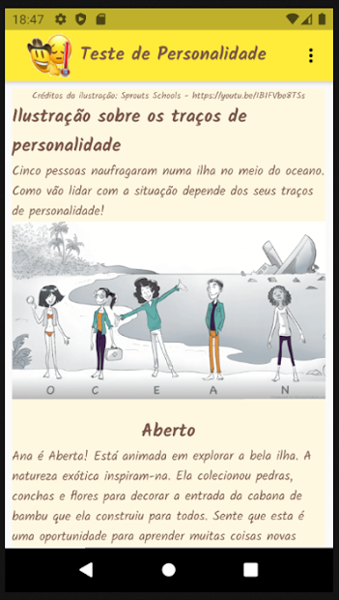 18:47
Teste de Personalidade
Créditos da ilustração: Sprouts Schools - https://youtu.be/IB1FVbo8TSs
Ilustração sobre os traços de
personalidade
Cinco pessoas naufragaram numa ilha no meio do oceano.
Como vão lidar com a situação depende dos seus traços
de personalidade!
O C E A N
Aberto
Ana é Aberta! Está animada em explorar a bela ilha. A
natureza exótica inspiram-na. Ela colecionou pedras,
conchas e flores para decorar a entrada da cabana de
bambu que ela construiu para todos. Sente que esta é
uma oportunidade para aprender muitas coisas novas